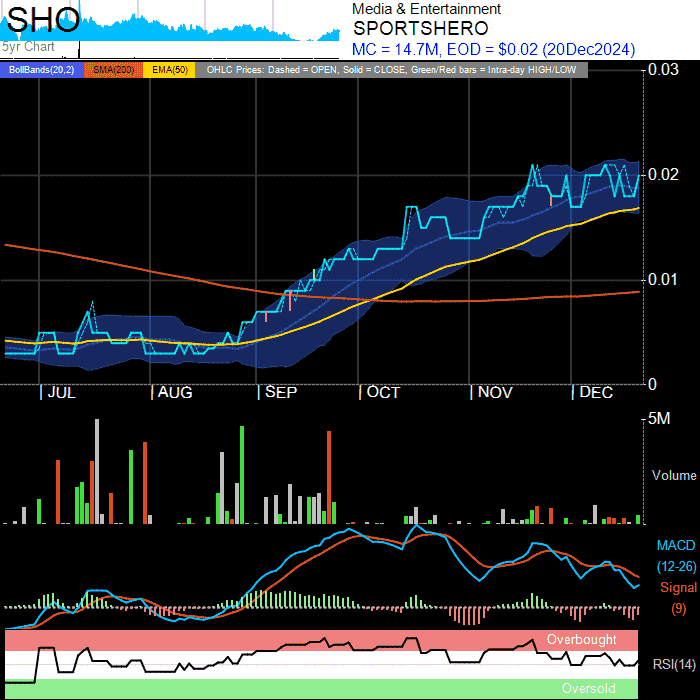 SHO
5yr Chart
Media & Entertainment
SPORTSHERO
MC = 14.7M, EOD = $0.02 (20Dec2024)
BollBands(20,2) SMA(200) EMA(50) OHLC Prices: Dashed = OPEN, Solid = CLOSE, Green/Red bars = Intra-day HIGH/LOW
0.03
0.02
0.01
0
JUL AUG SEP OCT NOV DEC
5M
Volume
MACD
(12-26)
Signal
(9)
Overbought
RSI(14)
Oversold